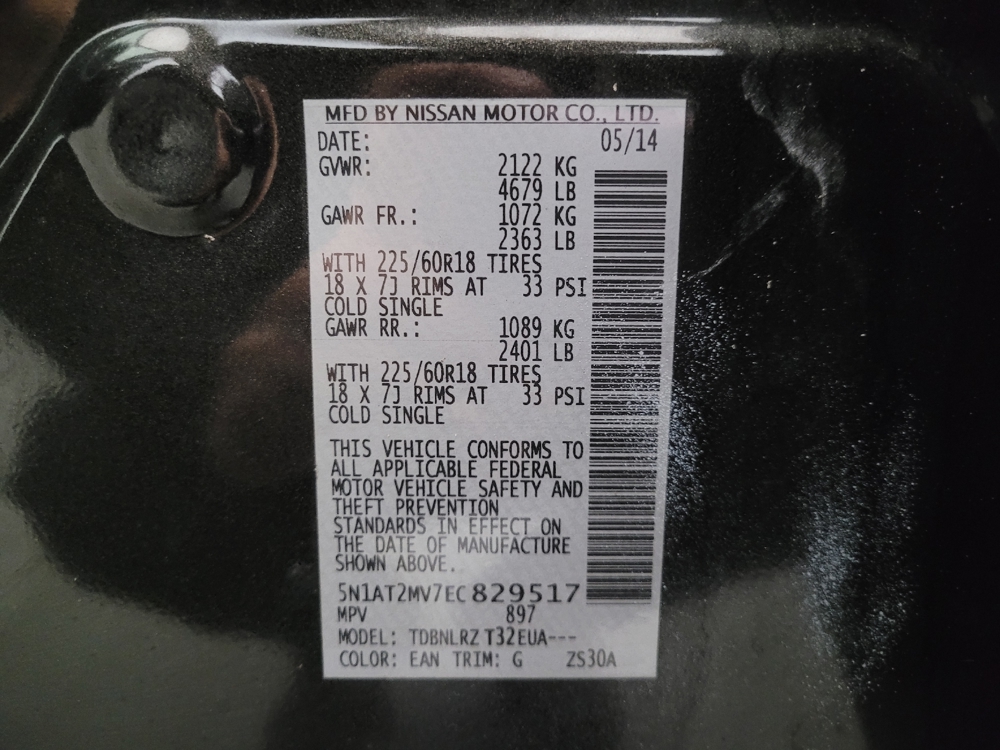 MFD BY NISSAN MOTOR CO., LTD.
DATE: 05/14
GVWR: 2122 KG
4679 LB
GAWR FR.: 1072 KG
2363 LB
WITH 225/60R18 TIRES
18 X 7J RIMS AT 33 PSI
COLD SINGLE
GAWR RR.: 1089 KG
2401 LB
WITH 225/60R18 TIRES
18 X 7J RIMS AT 33 PSI
COLD SINGLE
THIS VEHICLE CONFORMS TO
ALL APPLICABLE FEDERAL
MOTOR VEHICLE SAFETY AND
THEFT PREVENTION
STANDARDS IN EFFECT ON
THE DATE OF MANUFACTURE
SHOWN ABOVE.
5N1AT2MV7EC829517
MPV 897
MODEL: TDBNLRZ T32EUA---
COLOR: EAN TRIM: G ZS30A